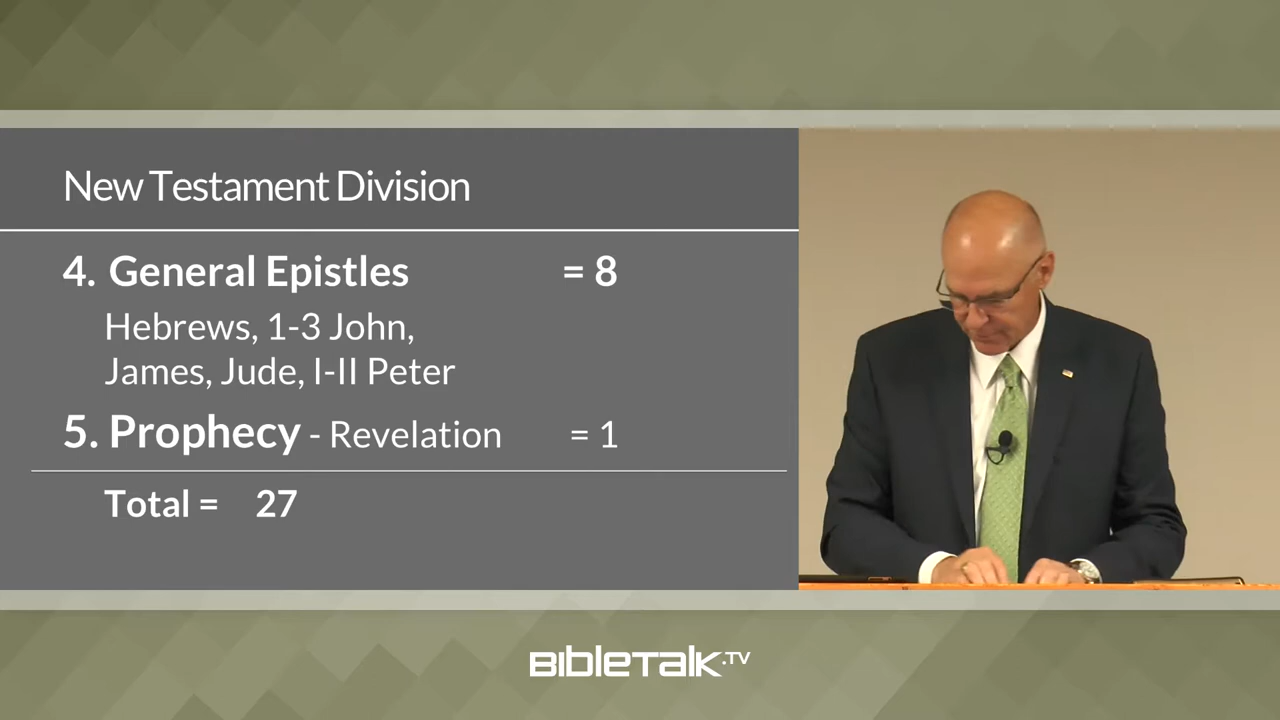 New Testament Division
4. General Epistles = 8
Hebrews, 1-3 John,
James, Jude, I-II Peter
5. Prophecy - Revelation = 1
Total = 27
BibleTalk.TV